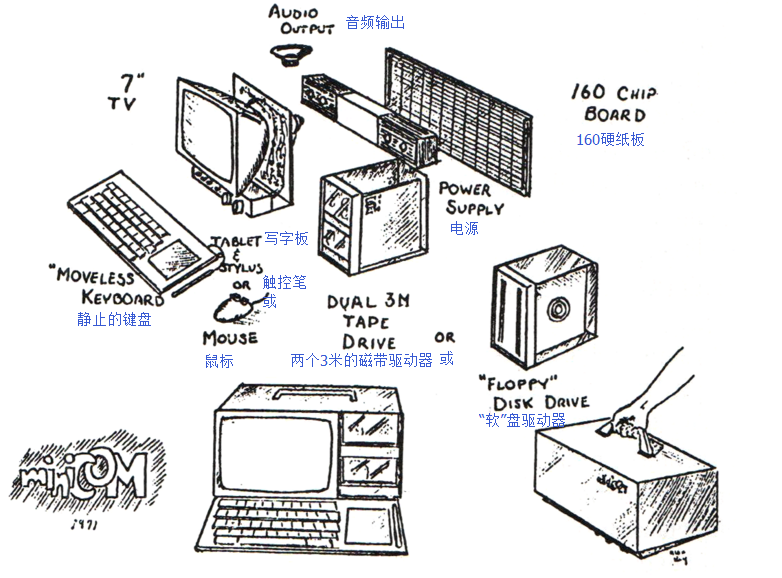 AUDIO
OUTPUT 音频输出
7"
TV
160 CHIP
BOARD
160硬纸板
POWER
SUPPLY
电源
TABLET
&
STYLUS
OR
写字板
触控笔
或
"MOVELESS
KEYBOARD
静止的键盘
MOUSE
鼠标
DUAL 3M
TAPE
DRIVE
两个3米的磁带驱动器
OR
或
"FLOPPY"
DISK DRIVE
“软”盘驱动器
miniCOM
1971